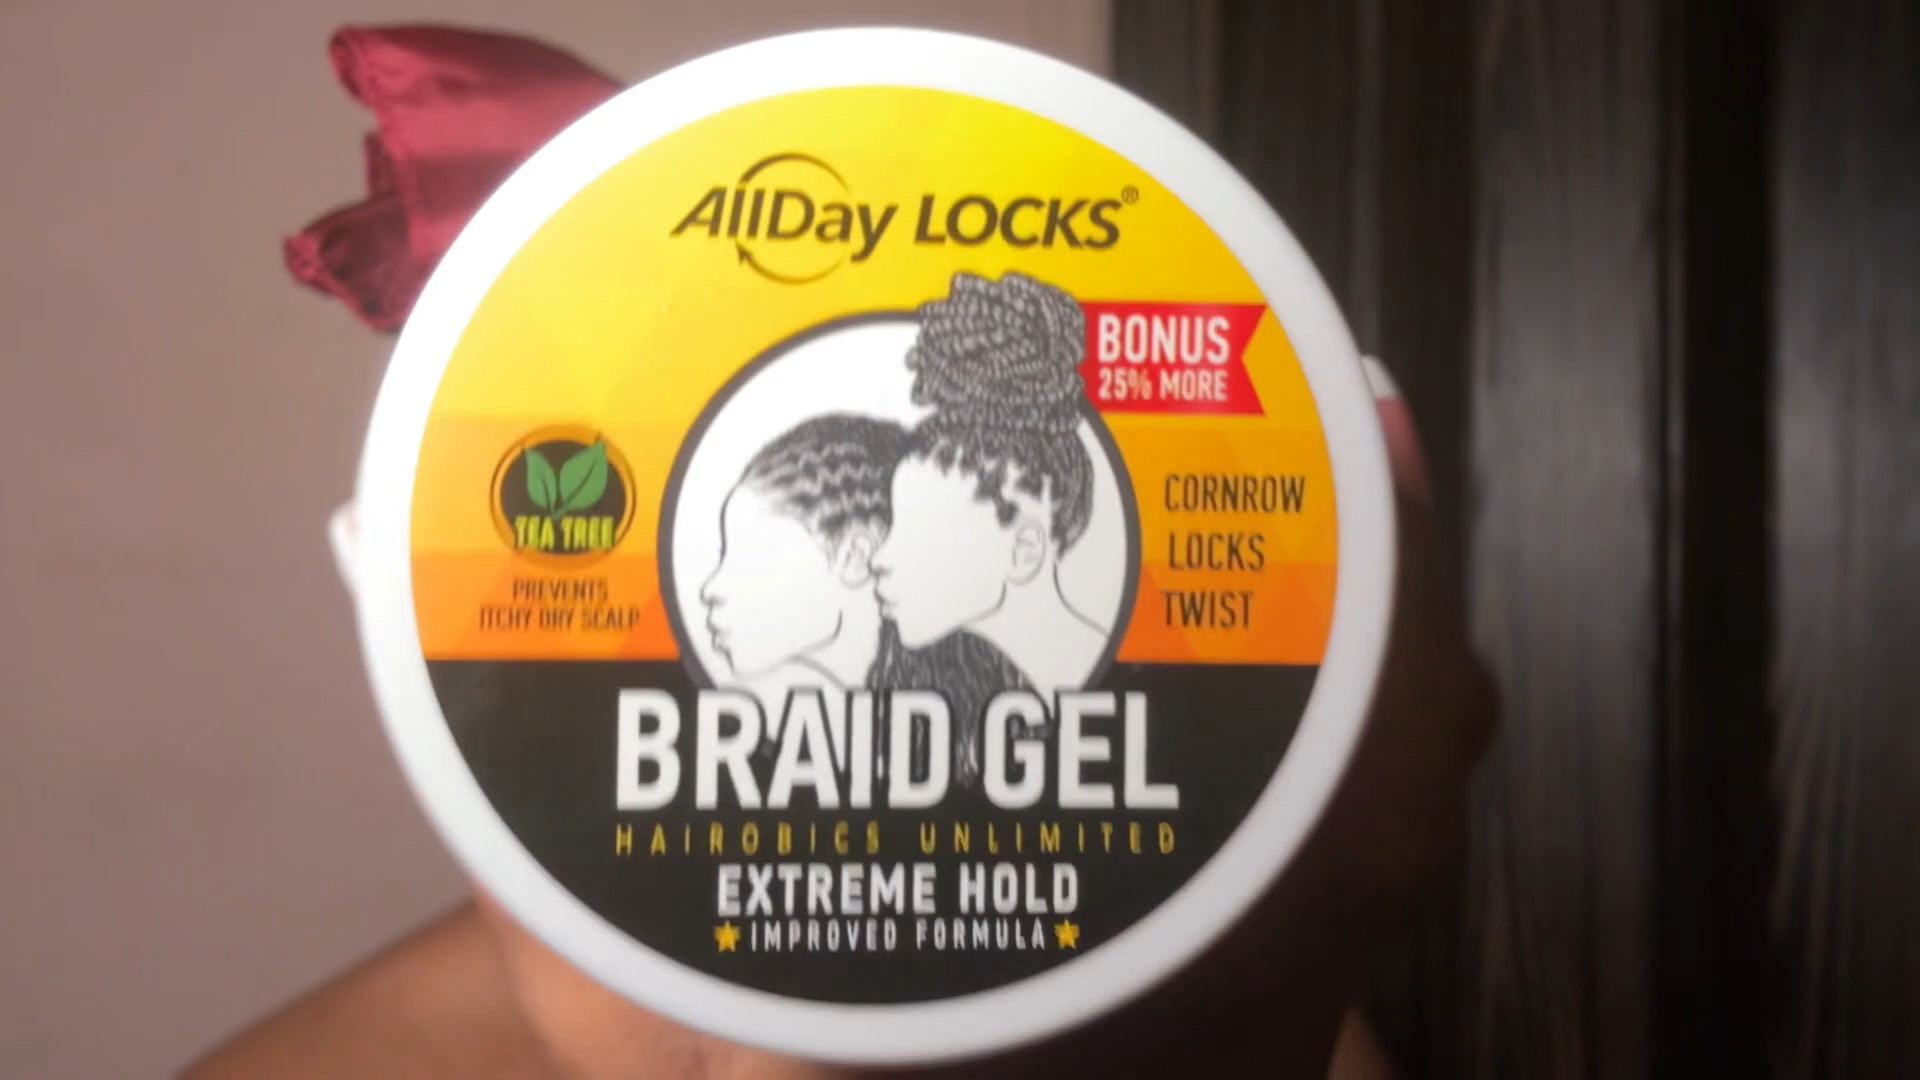 AllDay LOCKS®
BONUS
25% MORE
TEA TREE
PREVENTS
ITCHY DRY SCALP
CORNROW
LOCKS
TWIST
BRAID GEL
HAIROBICS UNLIMITED
EXTREME HOLD
IMPROVED FORMULA